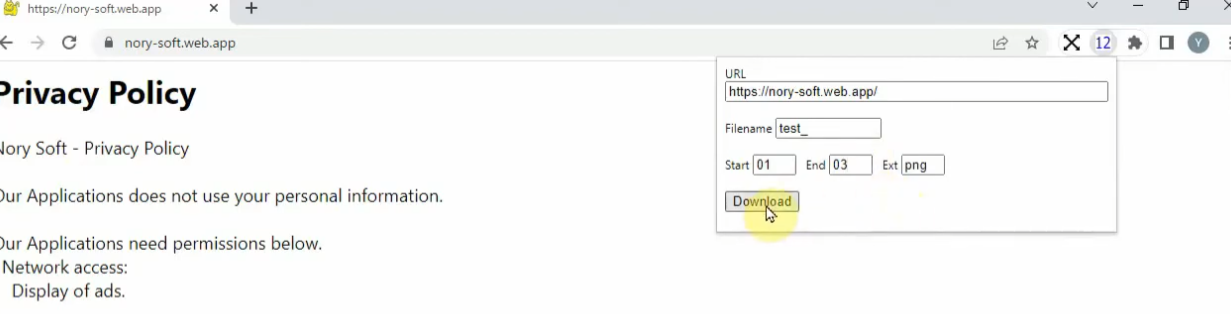 https://nory-soft.web.app
nory-soft.web.app
12
Y
URL
https://nory-soft.web.app/
Filename test_
Start 01 End 03 Ext png
Download
Privacy Policy
Nory Soft - Privacy Policy
Our Applications does not use your personal information.
Our Applications need permissions below.
Network access:
Display of ads.